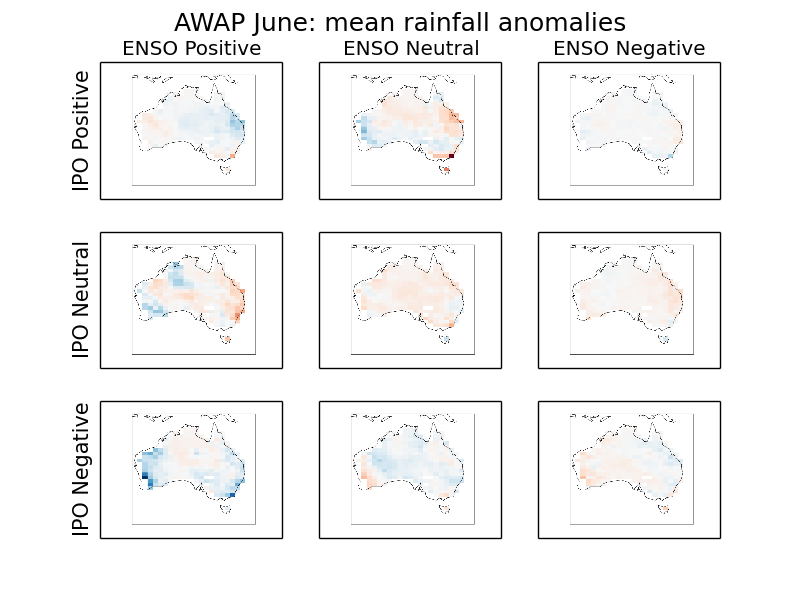 AWAP June: mean rainfall anomalies
ENSO Positive
ENSO Neutral
ENSO Negative
IPO Positive
IPO Neutral
IPO Negative